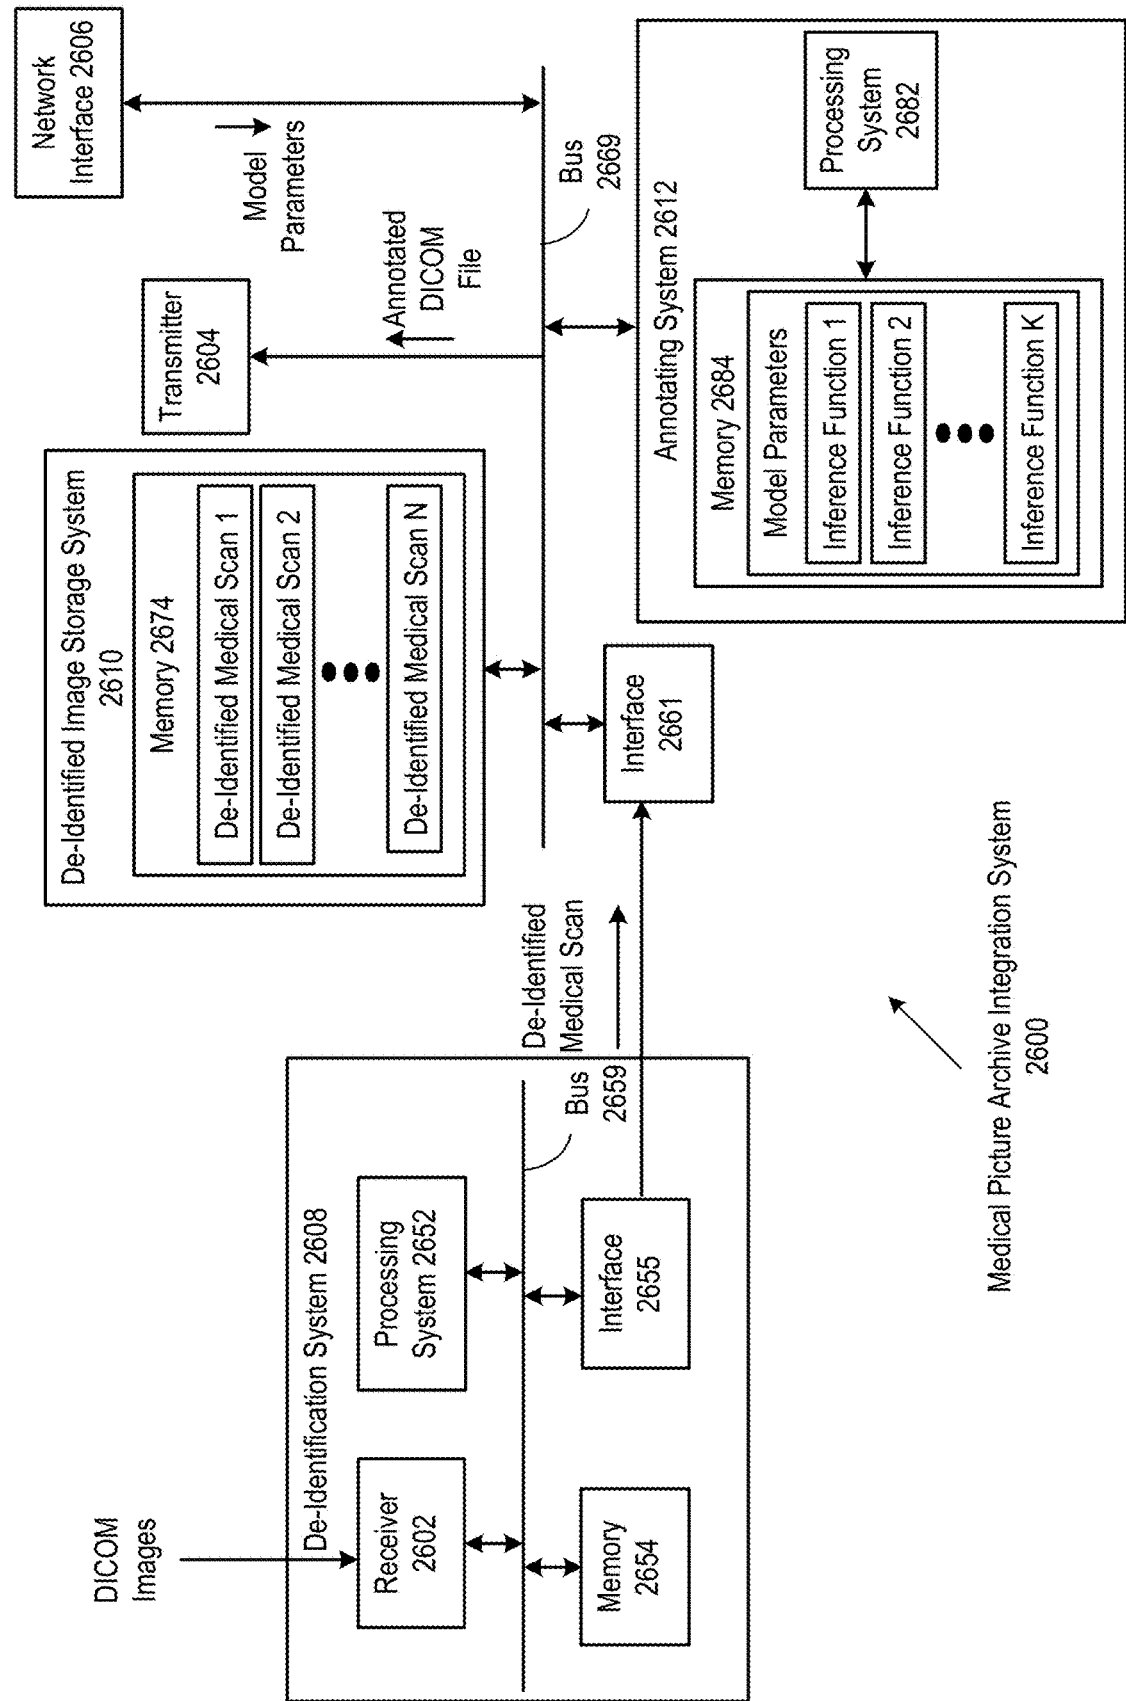 DICOM
Images
De-Identification System 2608
Receiver
2602
Processing
System 2652
Bus
2659
Memory
2654
Interface
2655
De-Identified
Medical Scan
De-Identified Image Storage System
2610
Memory 2674
De-Identified Medical Scan 1
De-Identified Medical Scan 2
De-Identified Medical Scan N
Transmitter
2604
Annotated
DICOM
File
Network
Interface 2606
Model
Parameters
Bus
2669
Interface
2661
Annotating System 2612
Memory 2684
Model Parameters
Inference Function 1
Inference Function 2
Inference Function K
Processing
System
2682
Medical Picture Archive Integration System
2600